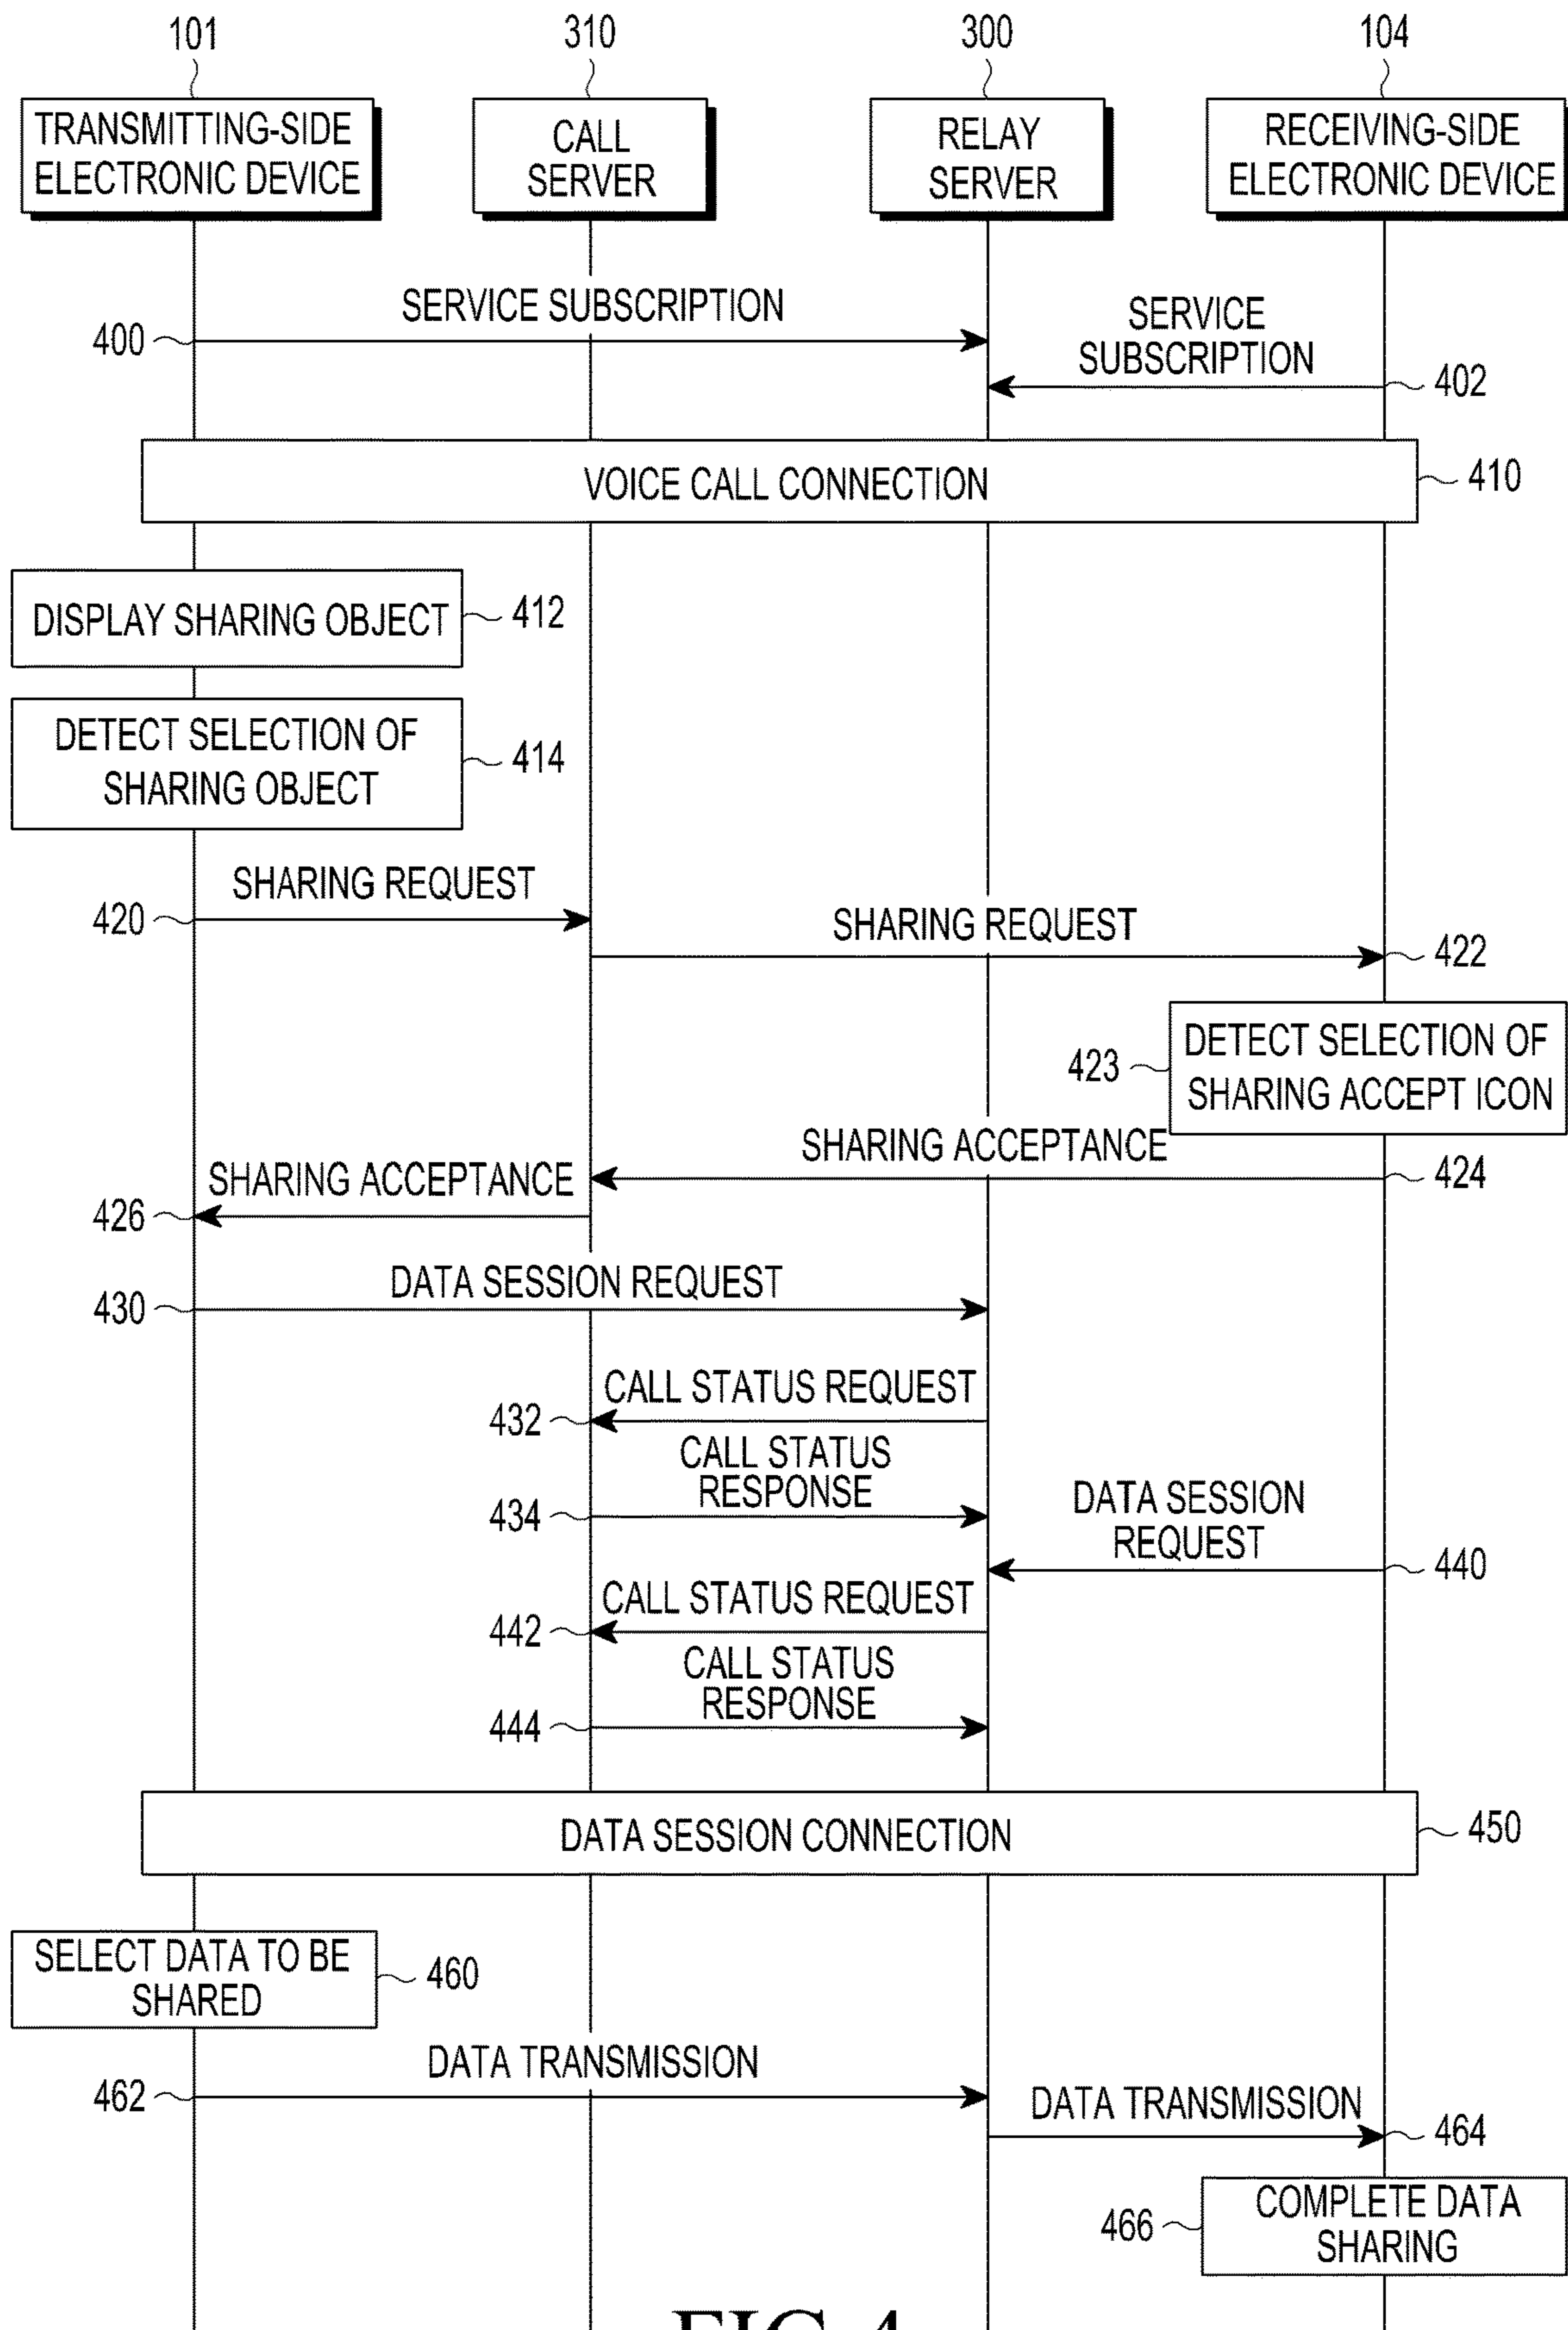 101
310
300
104
TRANSMITTING-SIDE
ELECTRONIC DEVICE
CALL
SERVER
RELAY
SERVER
RECEIVING-SIDE
ELECTRONIC DEVICE
SERVICE SUBSCRIPTION
400
SERVICE
SUBSCRIPTION
402
VOICE CALL CONNECTION
410
DISPLAY SHARING OBJECT
412
DETECT SELECTION OF
SHARING OBJECT
414
SHARING REQUEST
420
SHARING REQUEST
422
DETECT SELECTION OF
SHARING ACCEPT ICON
423
SHARING ACCEPTANCE
424
SHARING ACCEPTANCE
426
DATA SESSION REQUEST
430
CALL STATUS REQUEST
432
CALL STATUS
RESPONSE
434
DATA SESSION
REQUEST
440
CALL STATUS REQUEST
442
CALL STATUS
RESPONSE
444
DATA SESSION CONNECTION
450
SELECT DATA TO BE
SHARED
460
DATA TRANSMISSION
462
DATA TRANSMISSION
464
COMPLETE DATA
SHARING
466
FIG.4